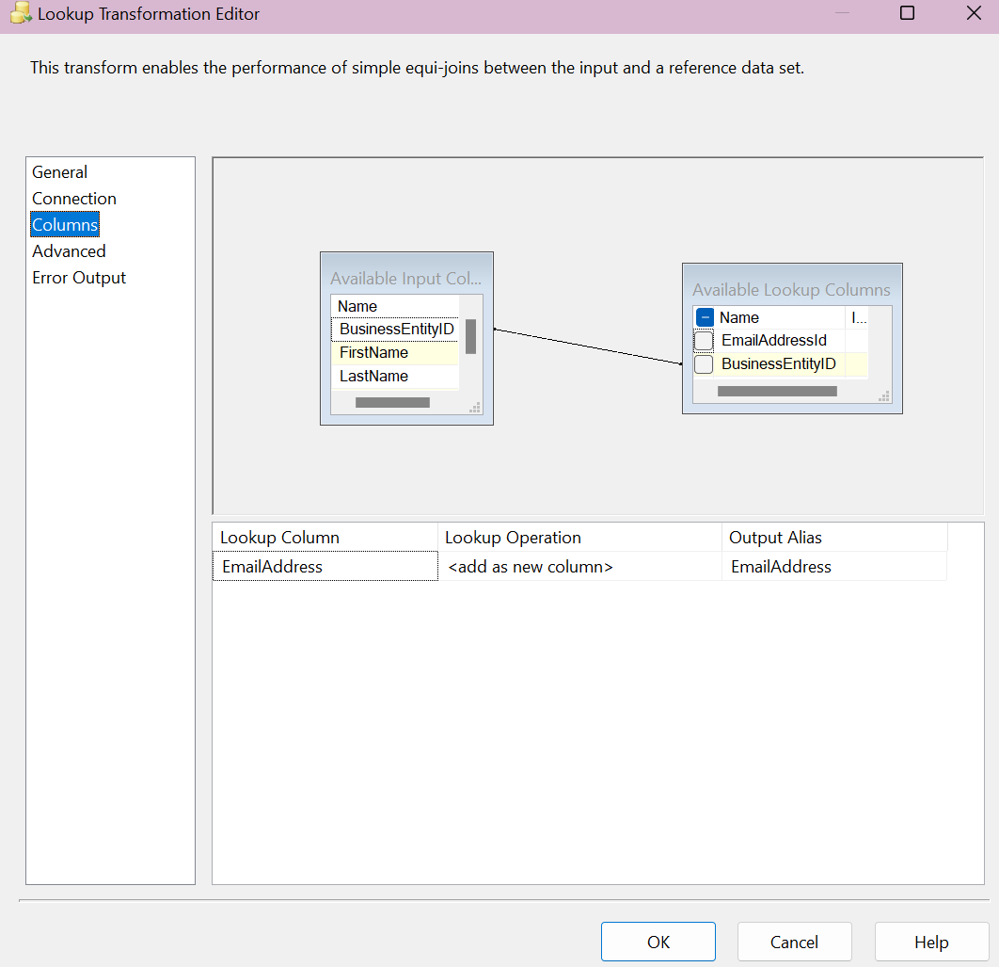 Lookup Transformation Editor
This transform enables the performance of simple equi-joins between the input and a reference data set.
General
Connection
Columns
Advanced
Error Output
Available Input Col...
Name
BusinessEntityID
FirstName
LastName
Available Lookup Columns
Name I...
EmailAddressId
BusinessEntityID
Lookup Column Lookup Operation Output Alias
EmailAddress <add as new column> EmailAddress
OK Cancel Help